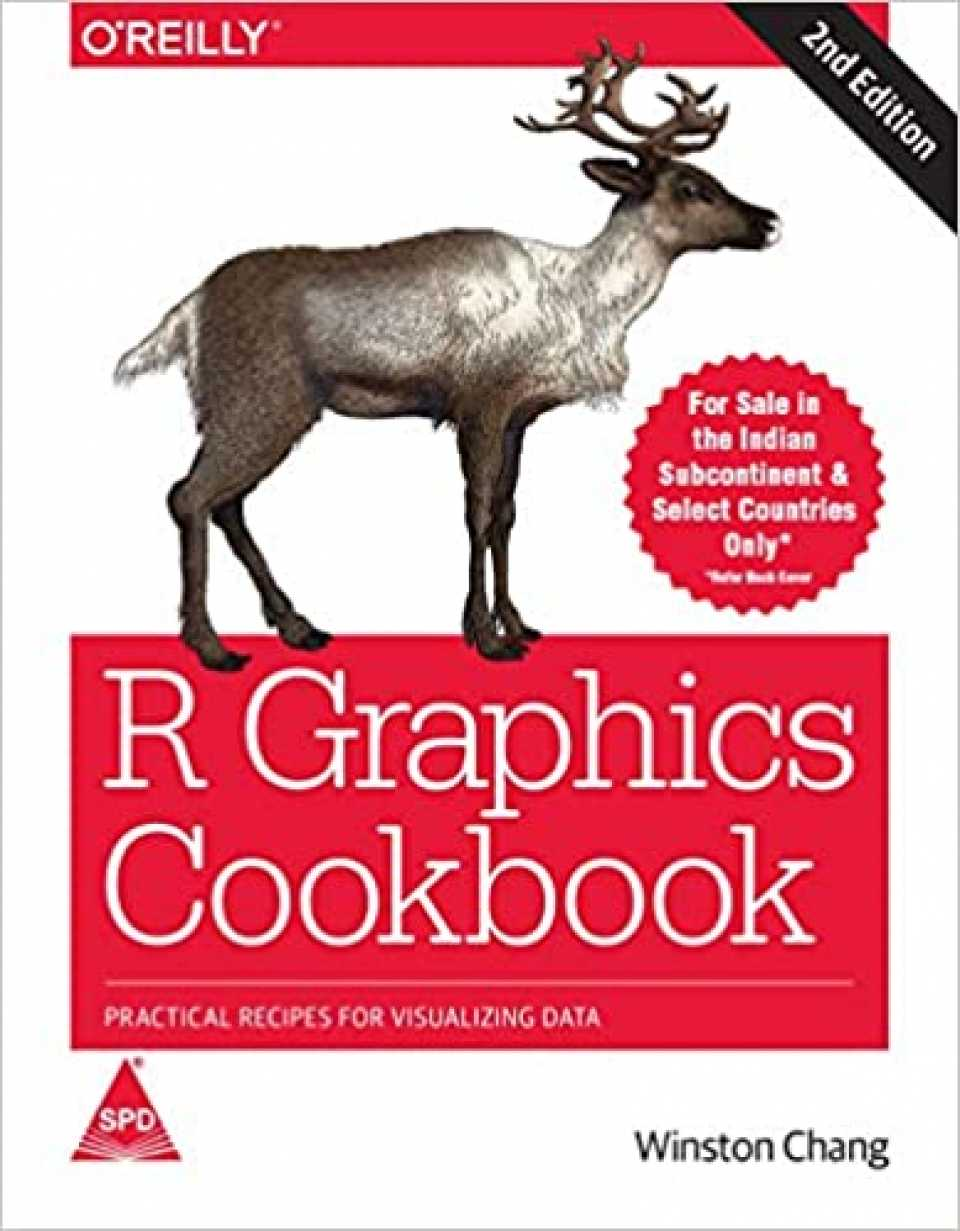 O'REILLY®
2nd Edition
For Sale in
the Indian
Subcontinent &
Select Countries
Only*
*Refer Back Cover
R Graphics
Cookbook
PRACTICAL RECIPES FOR VISUALIZING DATA
SPD®
Winston Chang